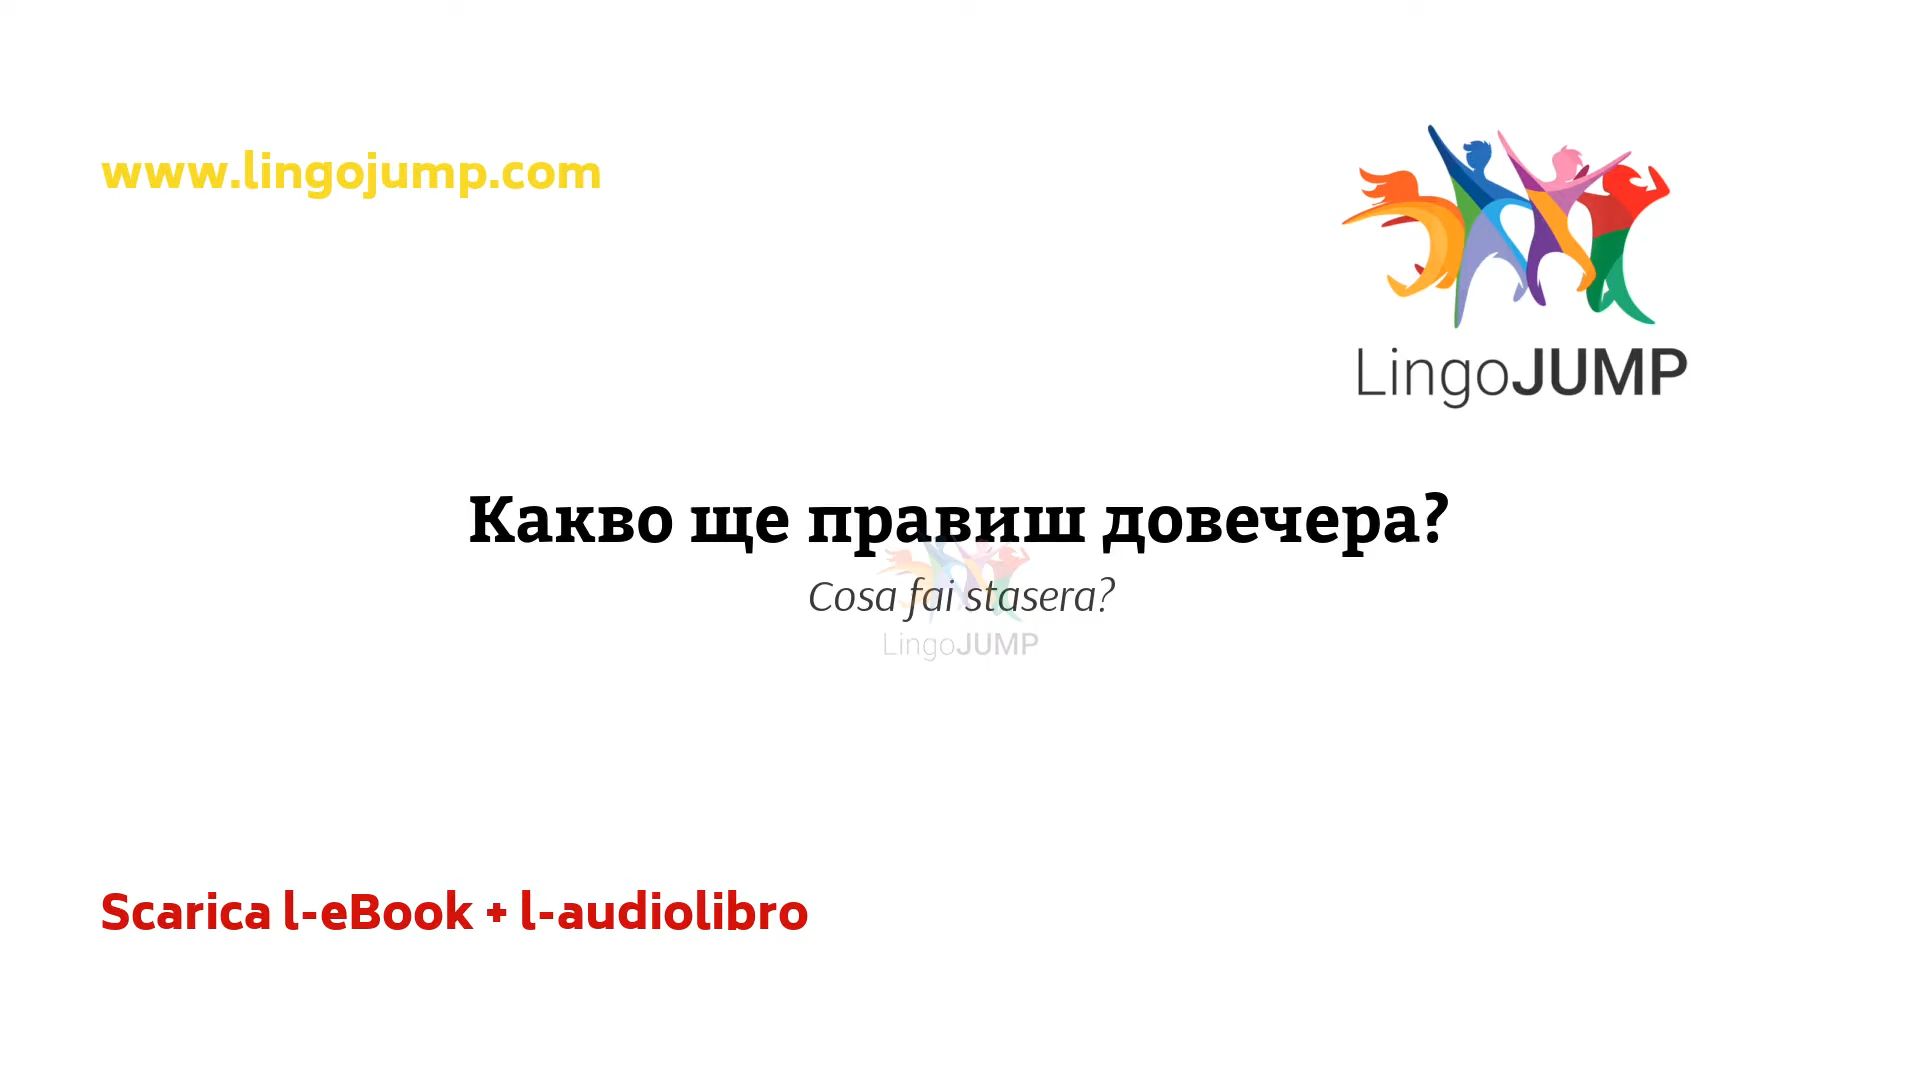 www.lingojump.com
LingoJUMP
Какво ще правиш довечера?
Cosa fai stasera?
LingoJUMP
Scarica l-eBook + l-audiolibro